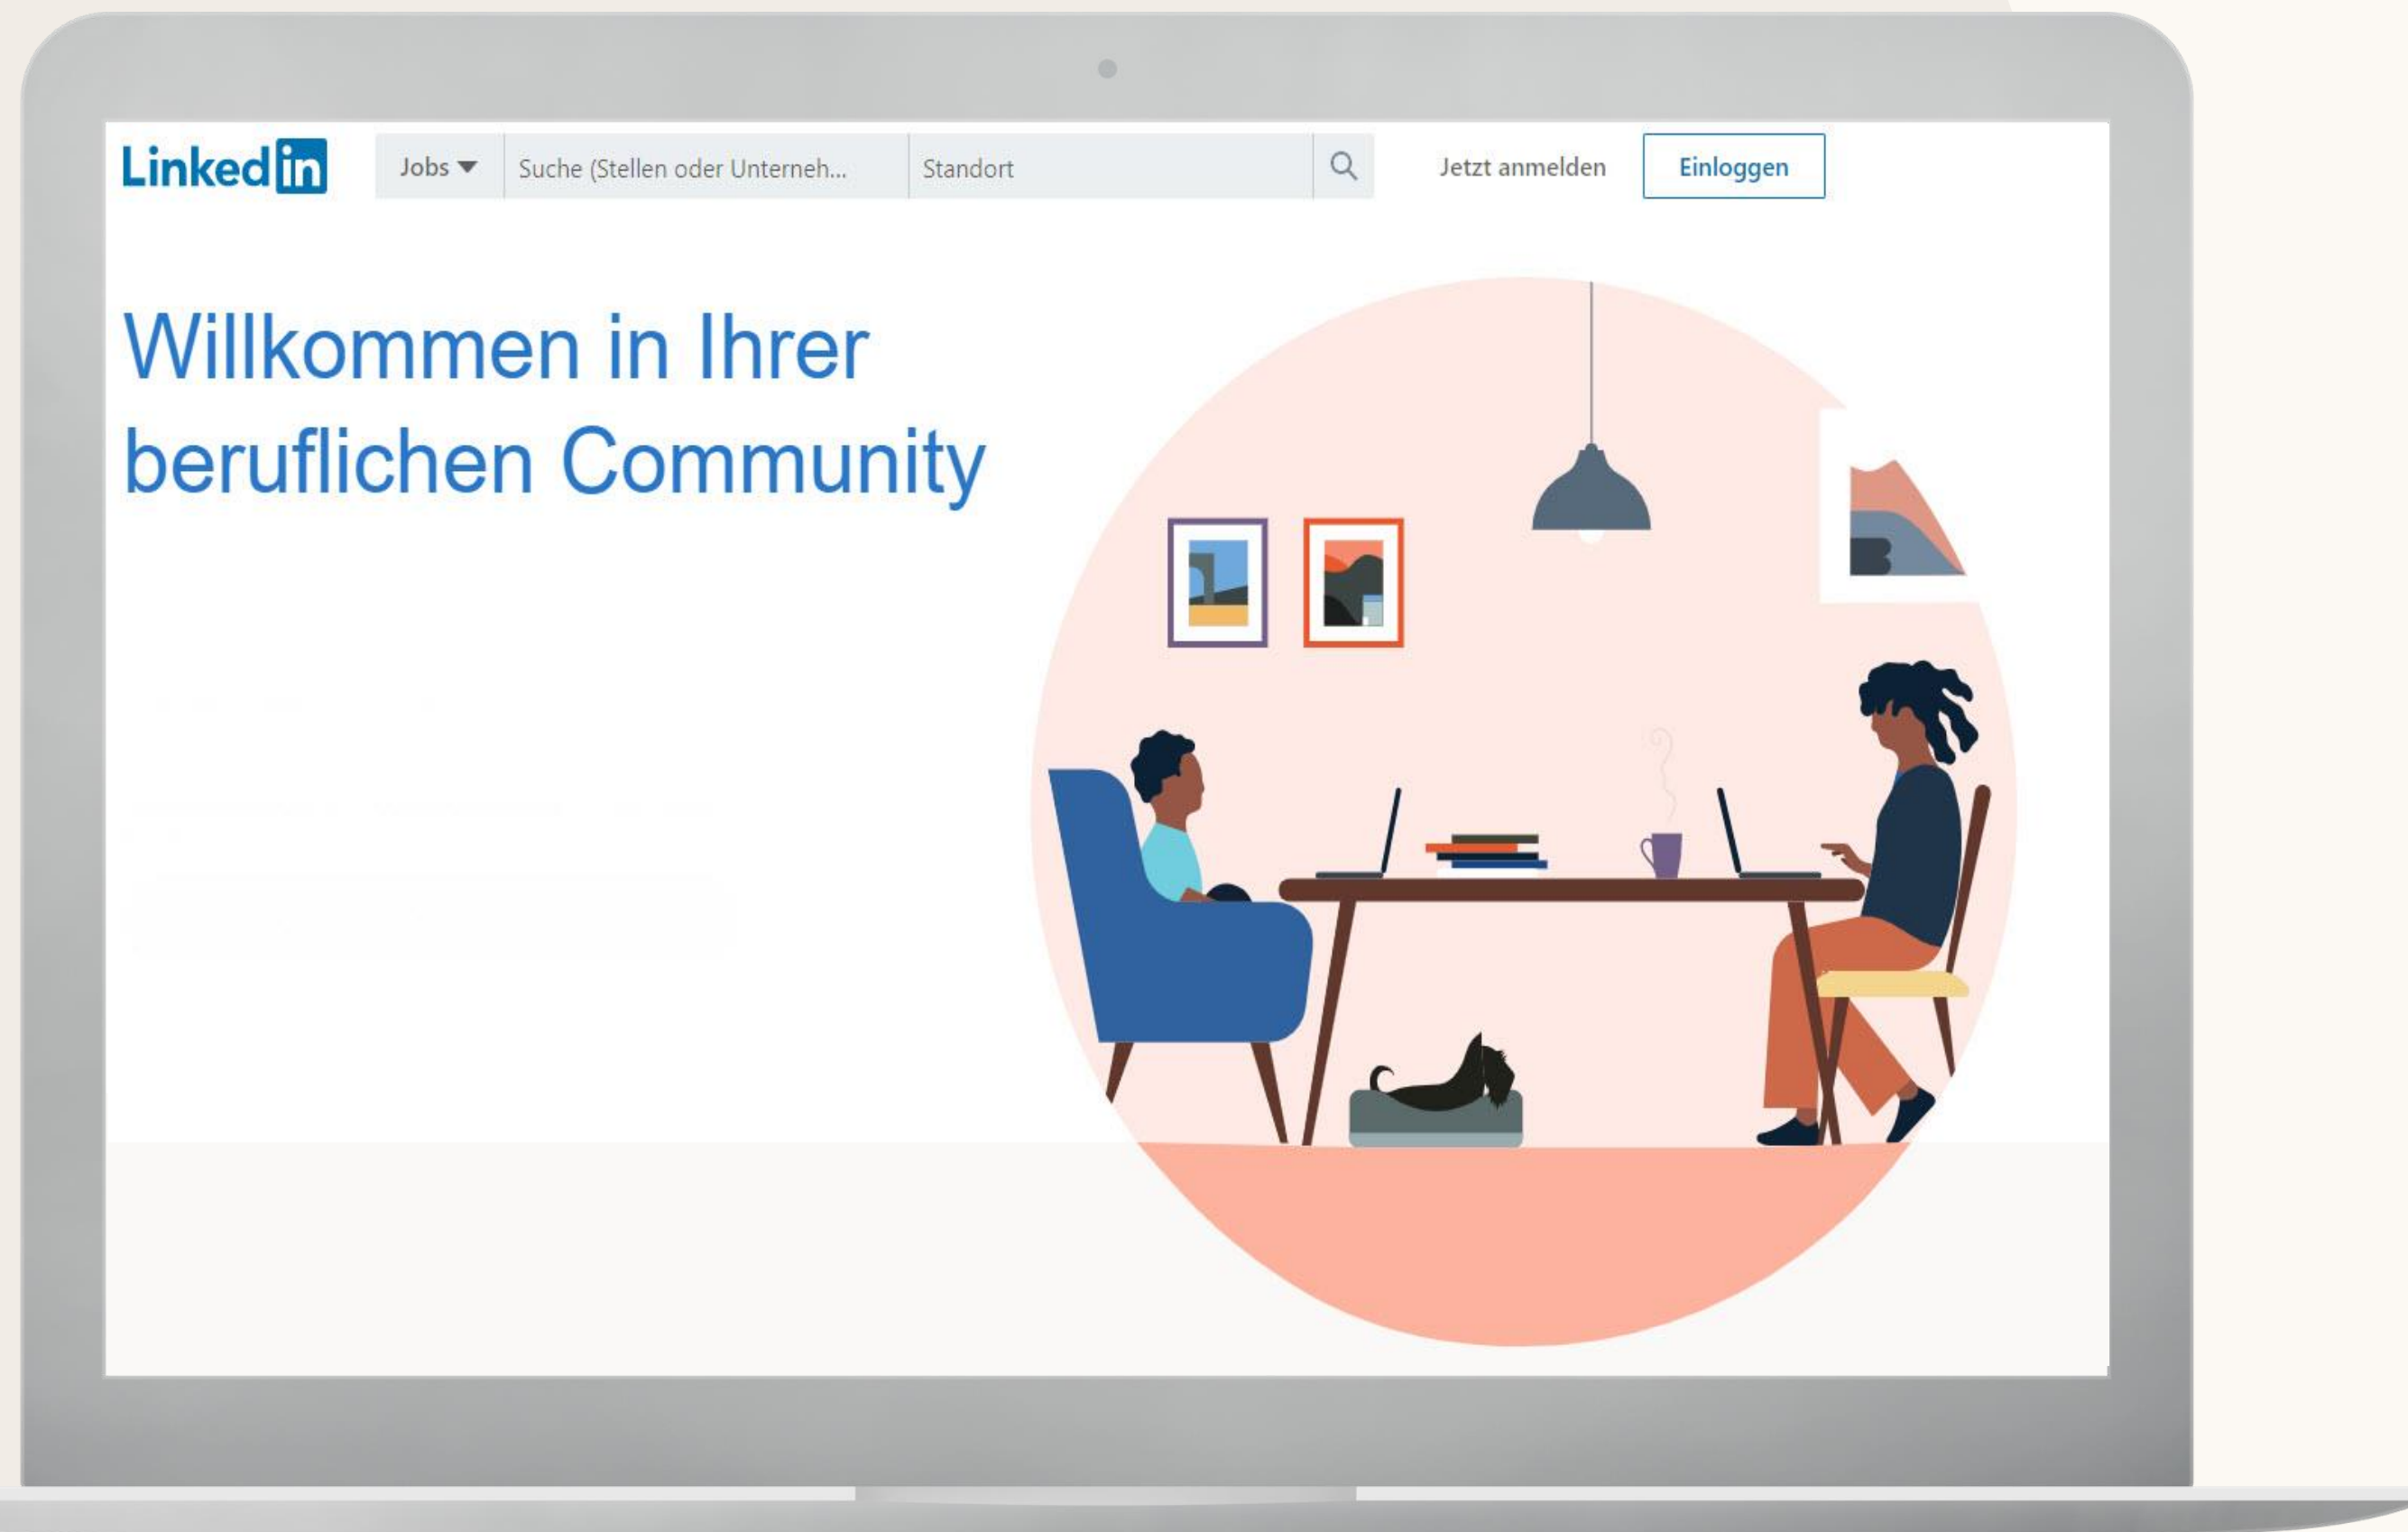 LinkedIn
Jobs Suche (Stellen oder Unterneh... Standort Jetzt anmelden Einloggen
Willkommen in Ihrer
beruflichen Community